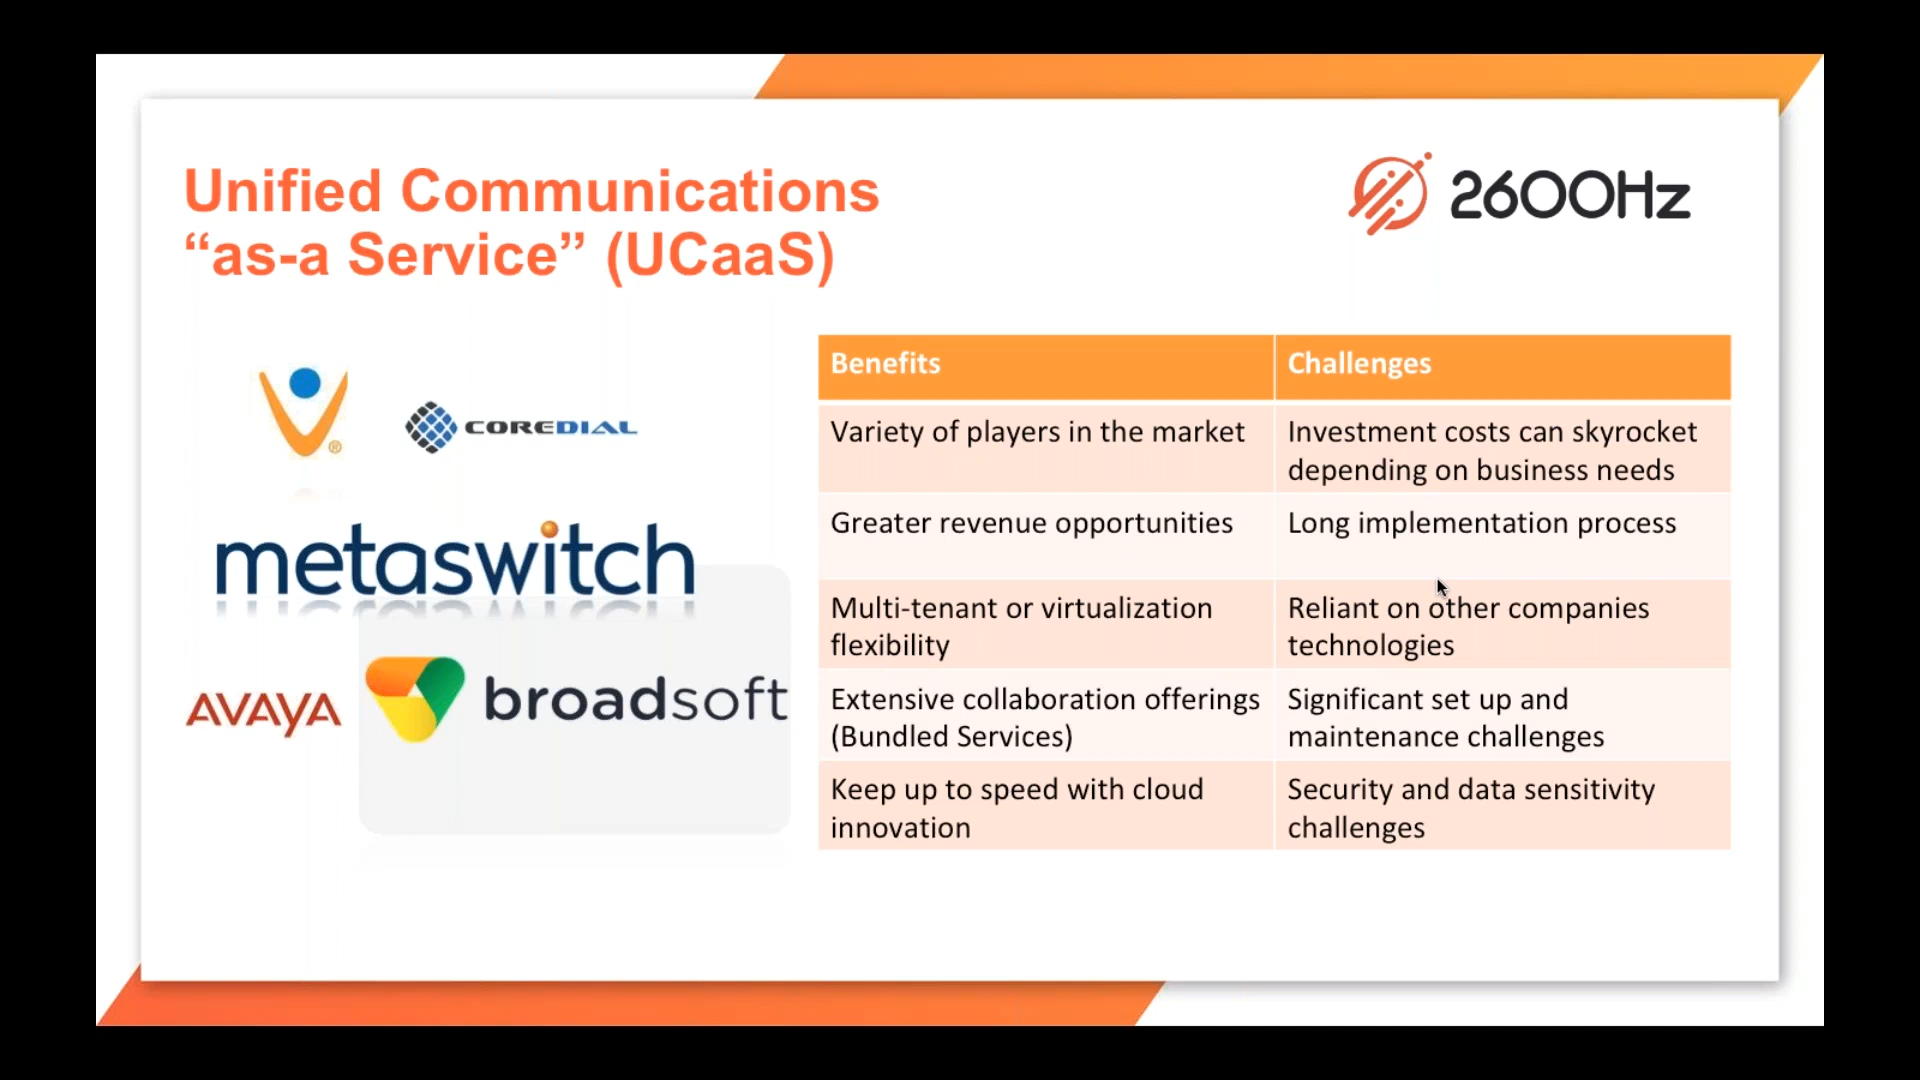 Unified Communications
“as-a Service” (UCaaS)
2600Hz
®
COREDIAL
metaswitch
AVAYA
broadsoft
Benefits
Challenges
Variety of players in the market
Investment costs can skyrocket
depending on business needs
Greater revenue opportunities
Long implementation process
Multi-tenant or virtualization
flexibility
Reliant on other companies
technologies
Extensive collaboration offerings
(Bundled Services)
Significant set up and
maintenance challenges
Keep up to speed with cloud
innovation
Security and data sensitivity
challenges